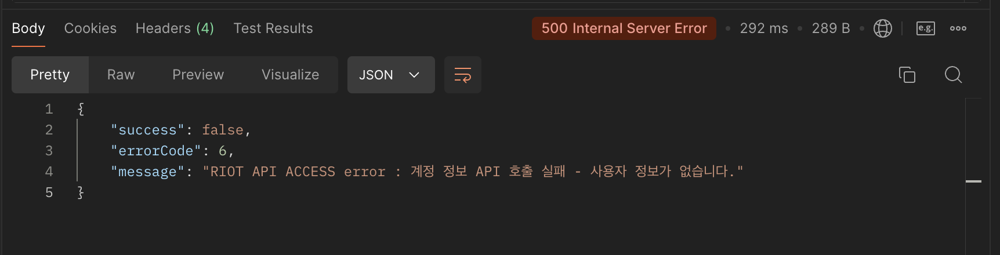 Body Cookies Headers (4) Test Results 500 Internal Server Error • 292 ms • 289 B • e.g.
Pretty Raw Preview Visualize JSON
1 {
2 "success": false,
3 "errorCode": 6,
4 "message": "RIOT API ACCESS error : 계정 정보 API 호출 실패 - 사용자 정보가 없습니다."
5 }